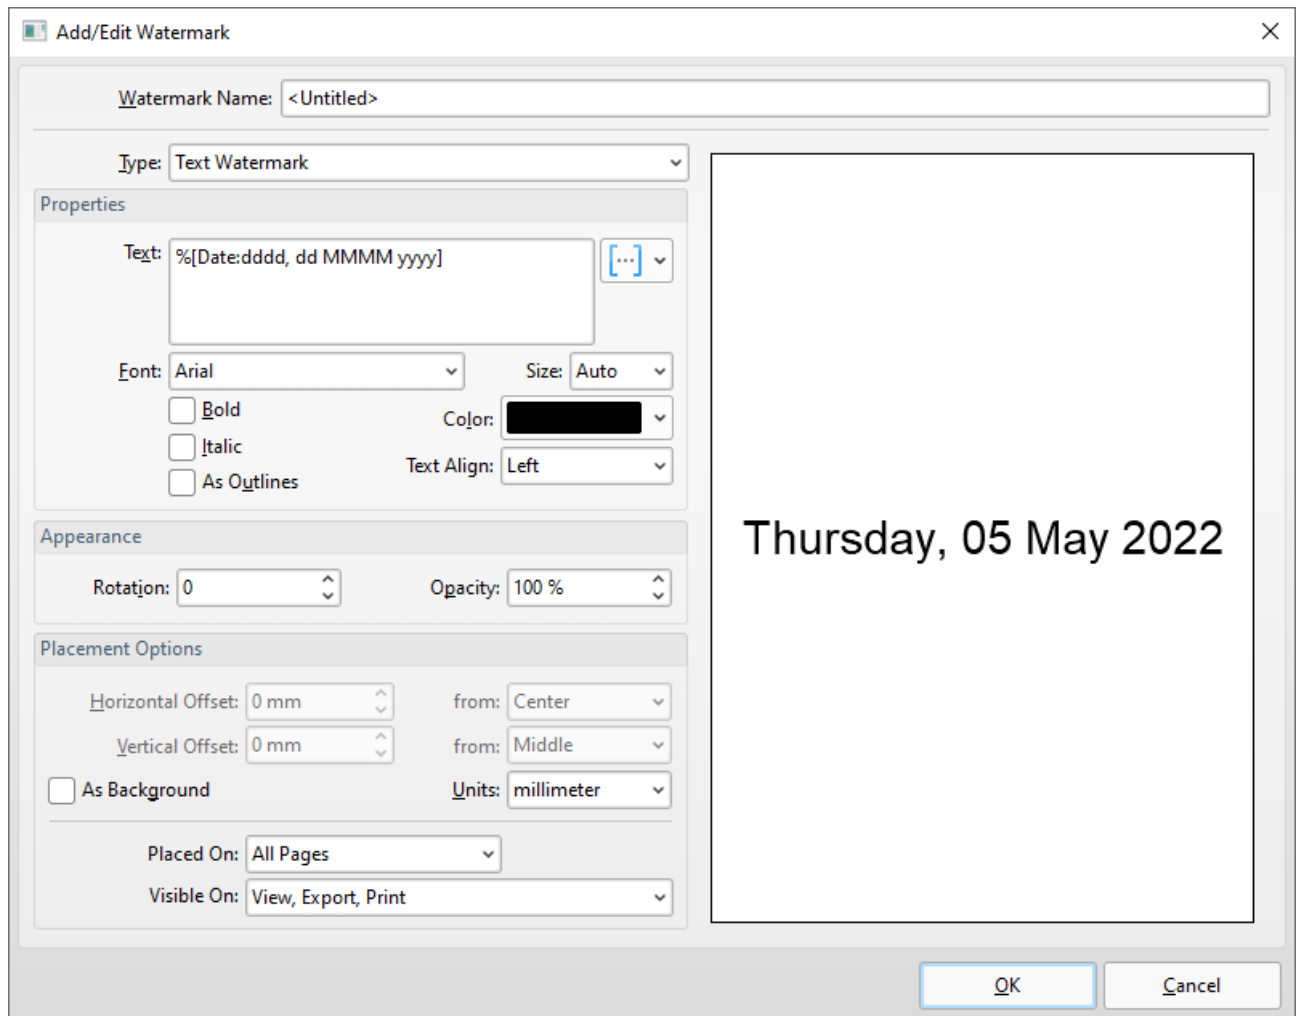 Add/Edit Watermark
Watermark Name: <Untitled>
Type: Text Watermark
Properties
Text: %[Date:dddd, dd MMMM yyyy]
Font: Arial Size: Auto
Bold
Color:
Italic
Text Align: Left
As Outlines
Appearance
Rotation: 0 Opacity: 100 %
Placement Options
Horizontal Offset: 0 mm from: Center
Vertical Offset: 0 mm from: Middle
As Background Units: millimeter
Placed On: All Pages
Visible On: View, Export, Print
Thursday, 05 May 2022
OK Cancel